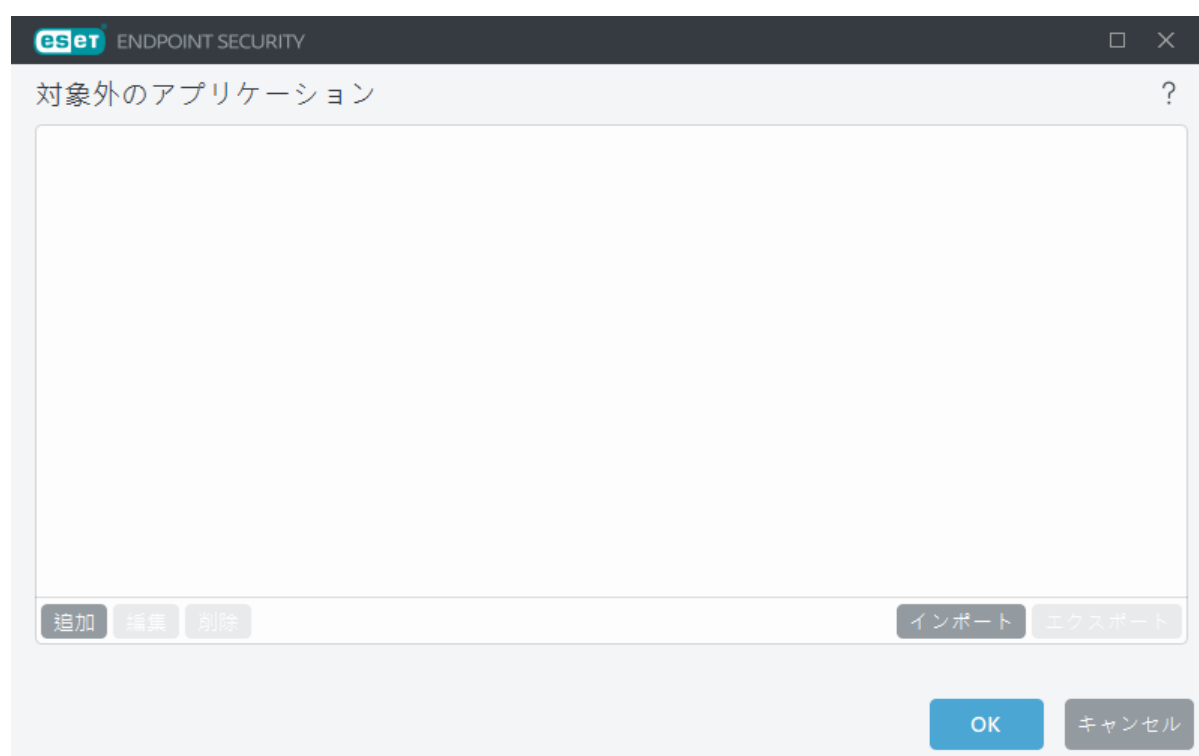 eset ENDPOINT SECURITY
対象外のアプリケーション ?
追加 編集 削除 インポート エクスポート
OK キャンセル